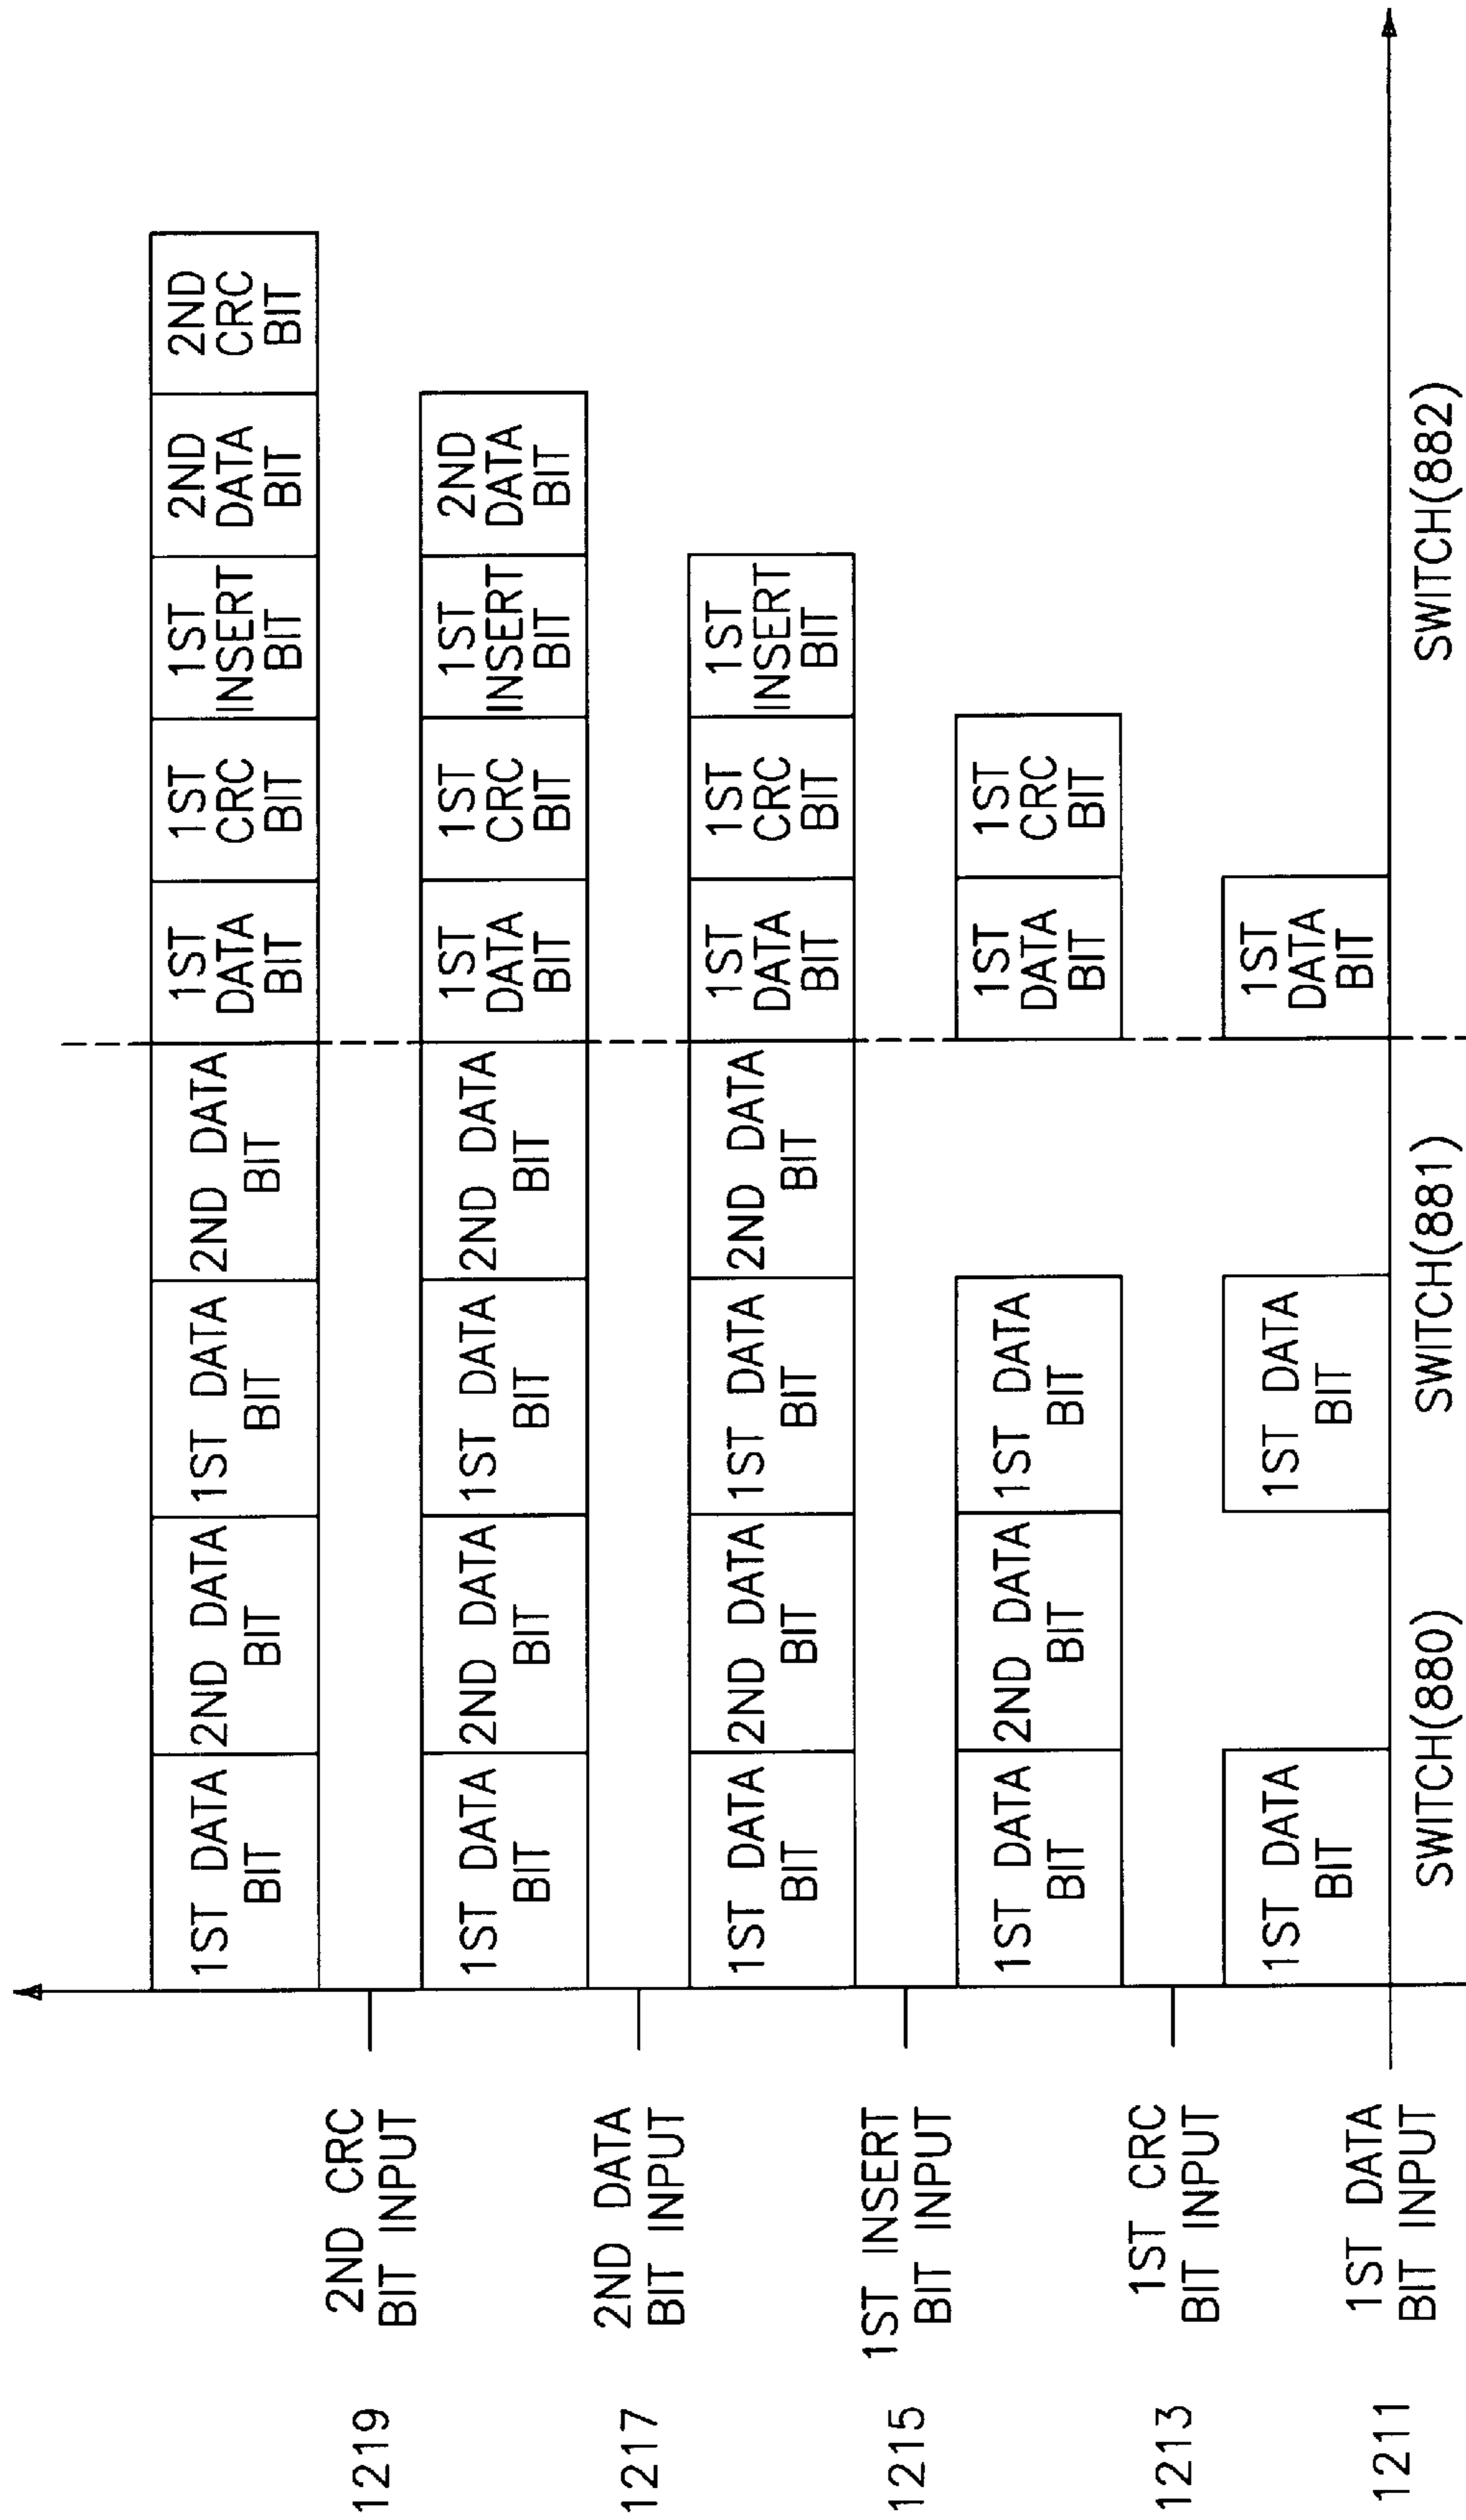 1ST DATA
BIT
2ND DATA
BIT
1ST DATA
BIT
2ND DATA
BIT
1ST
DATA
BIT
1ST
CRC
BIT
1ST
INSERT
BIT
2ND
DATA
BIT
2ND
CRC
BIT
1219
2ND CRC
BIT INPUT
1ST DATA
BIT
2ND DATA
BIT
1ST DATA
BIT
2ND DATA
BIT
1ST
DATA
BIT
1ST
CRC
BIT
1ST
INSERT
BIT
2ND
DATA
BIT
1217
2ND DATA
BIT INPUT
1ST DATA
BIT
2ND DATA
BIT
1ST DATA
BIT
2ND DATA
BIT
1ST
DATA
BIT
1ST
CRC
BIT
1ST
INSERT
BIT
1215
1ST INSERT
BIT INPUT
1ST DATA
BIT
2ND DATA
BIT
1ST DATA
BIT
1ST
DATA
BIT
1ST
CRC
BIT
1213
1ST CRC
BIT INPUT
1ST DATA
BIT
1ST DATA
BIT
1ST
DATA
BIT
1211
1ST DATA
BIT INPUT
SWITCH(880)
SWITCH(881)
SWITCH(882)